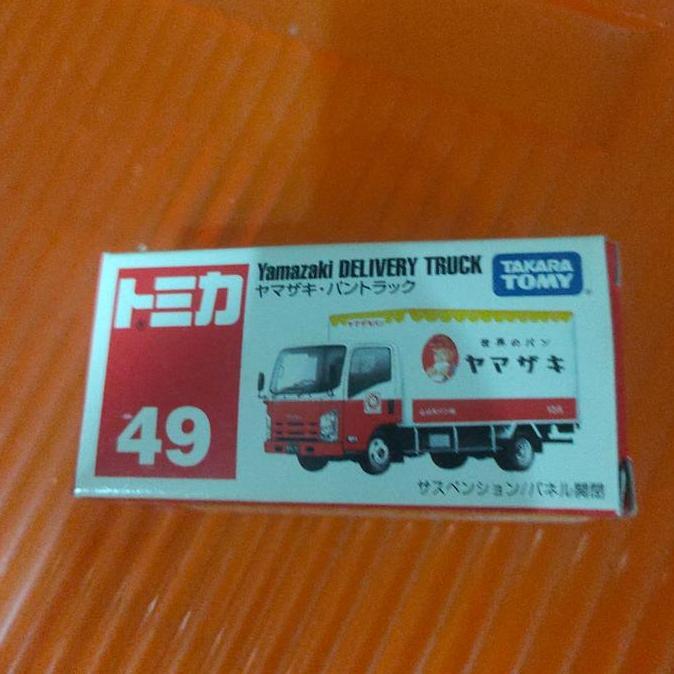 Yamazaki DELIVERY TRUCK
ヤマザキ・パントラック
TAKARA
TOMY
トミカ
49
世界のパン
ヤマザキ
サスペンション/パネル開閉